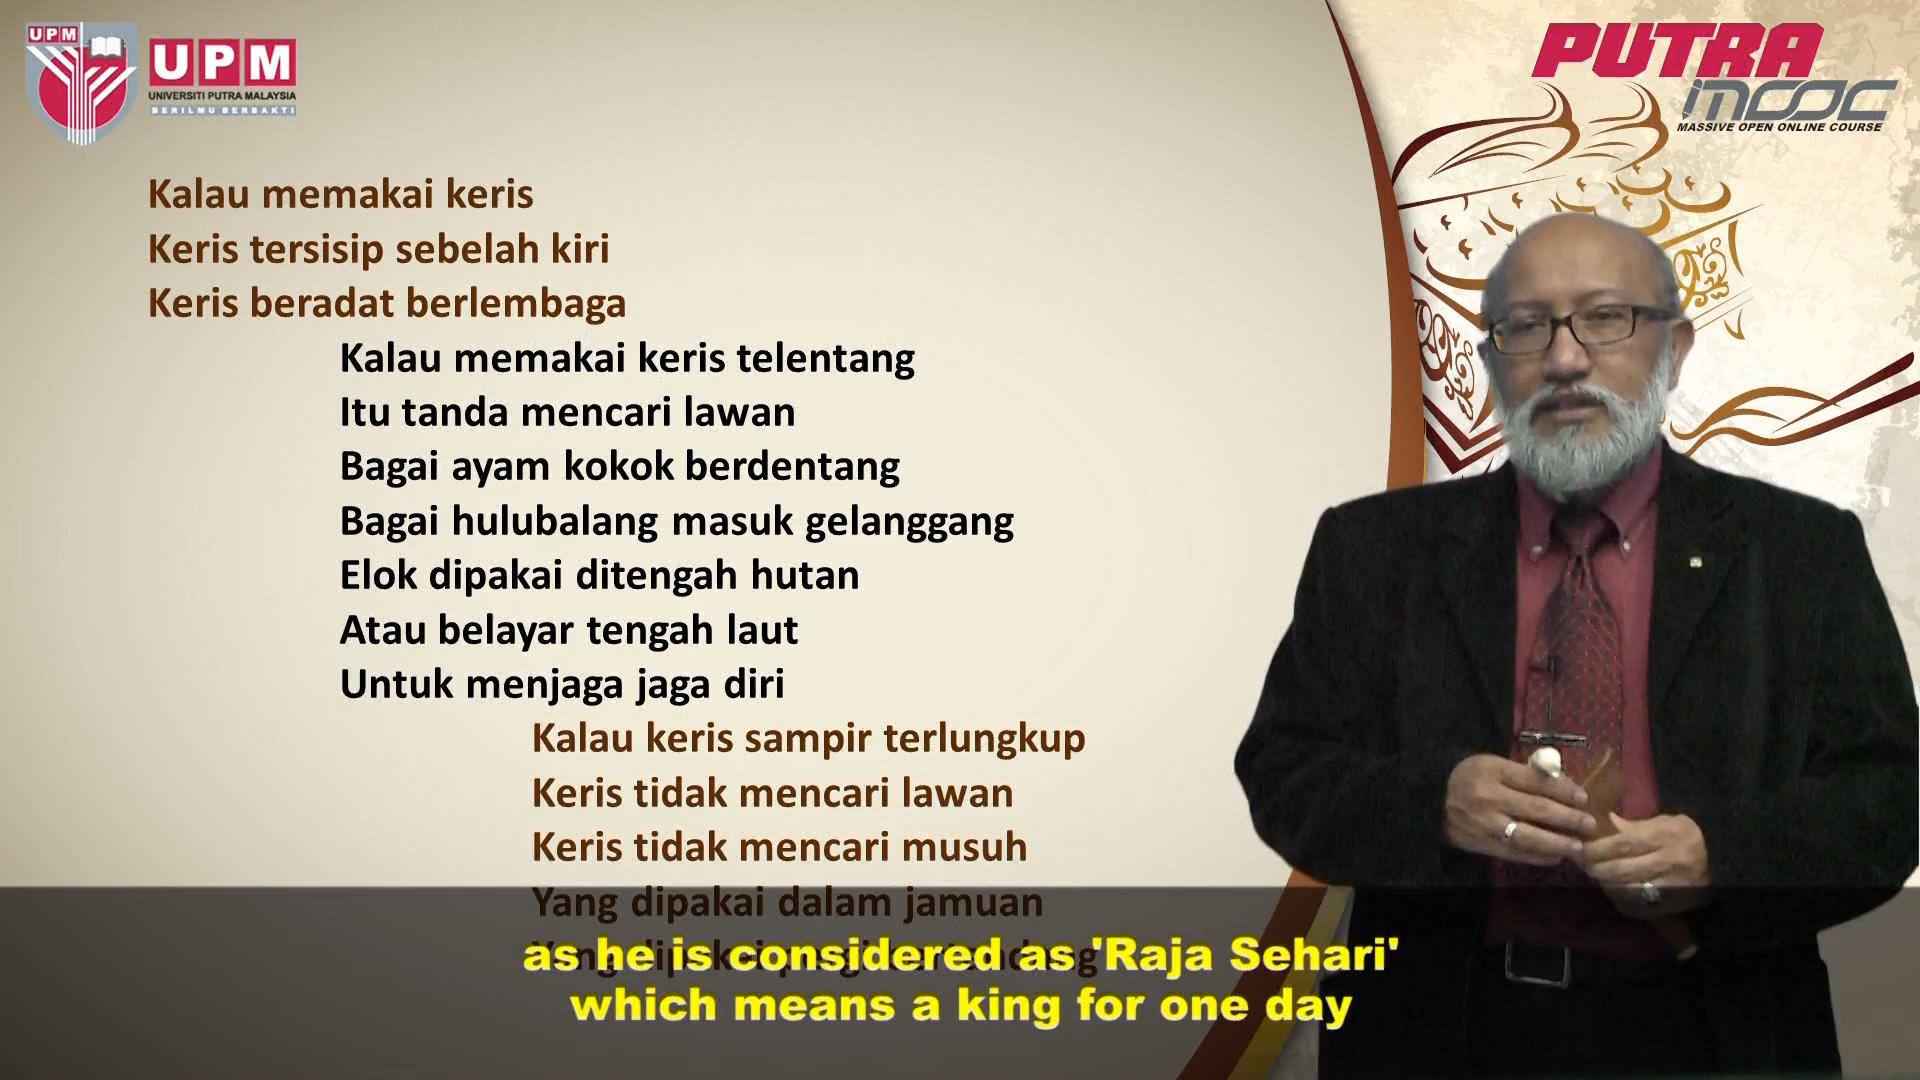 UPM
UPM
UNIVERSITI PUTRA MALAYSIA
BERILMU BERBAKTI
PUTRA
mooc
MASSIVE OPEN ONLINE COURSE
Kalau memakai keris
Keris tersisip sebelah kiri
Keris beradat berlembaga
Kalau memakai keris telentang
Itu tanda mencari lawan
Bagai ayam kokok berdentang
Bagai hulubalang masuk gelanggang
Elok dipakai ditengah hutan
Atau belayar tengah laut
Untuk menjaga jaga diri
Kalau keris sampir terlungkup
Keris tidak mencari lawan
Keris tidak mencari musuh
Yang dipakai dalam jamuan
Yang dipakai
as he is considered as 'Raja Sehari'
which means a king for one day